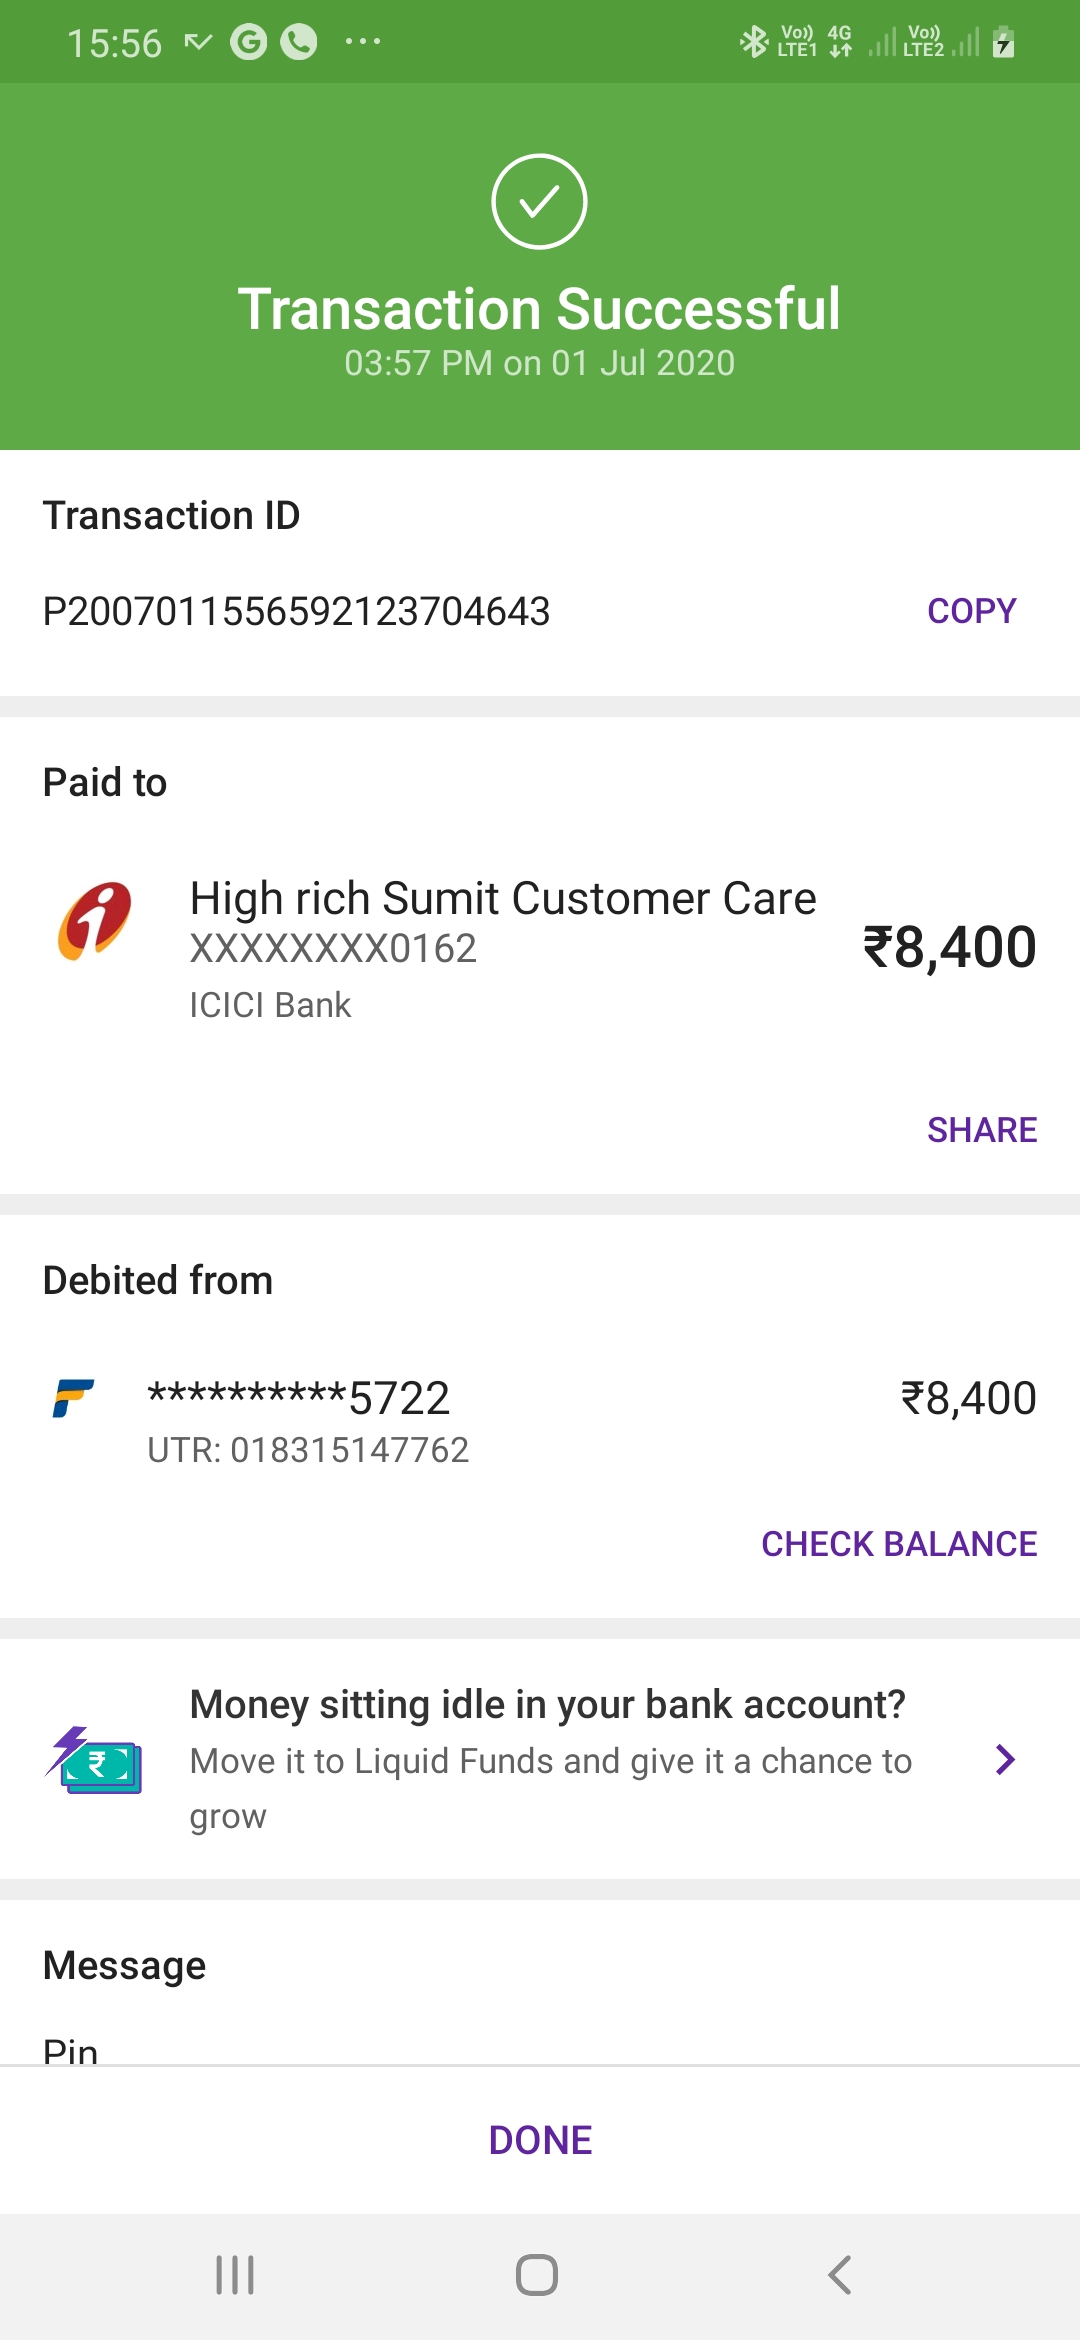 15:56
Vo)) LTE1 4G Vo)) LTE2
Transaction Successful
03:57 PM on 01 Jul 2020
Transaction ID
P2007011556592123704643
COPY
Paid to
High rich Sumit Customer Care
XXXXXXXX0162
₹8,400
ICICI Bank
SHARE
Debited from
**********5722
₹8,400
UTR: 018315147762
CHECK BALANCE
Money sitting idle in your bank account?
Move it to Liquid Funds and give it a chance to
grow
Message
Pin
DONE